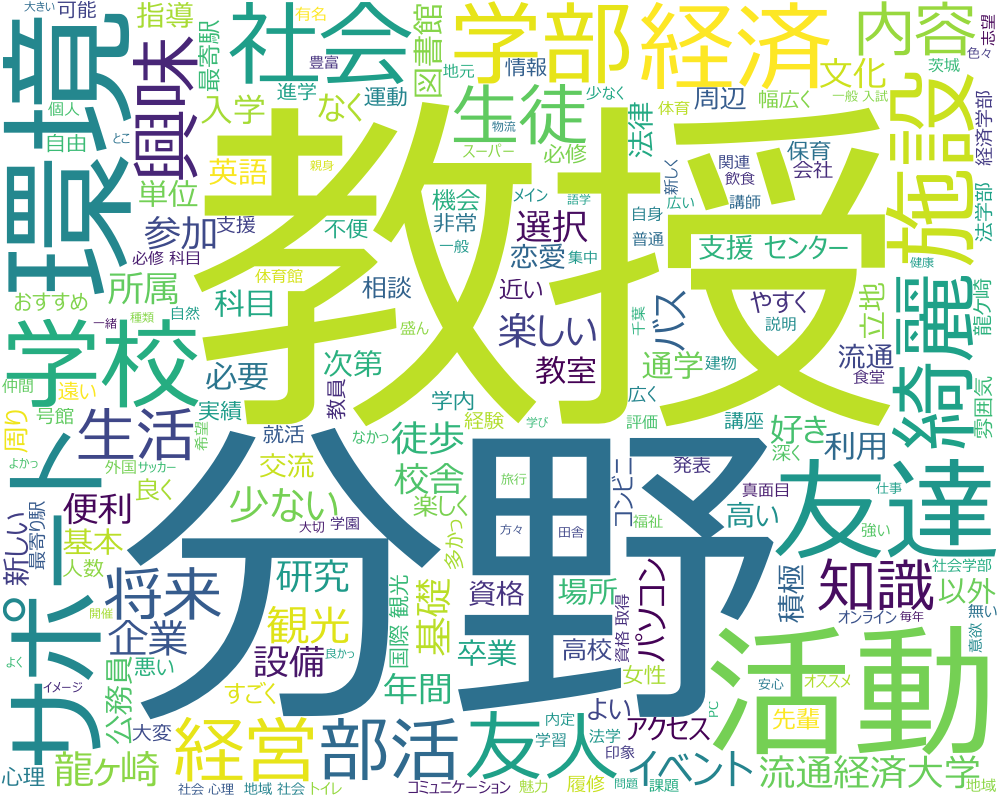 教授
分野
環境
社会
学部
経済
内容
施設
綺麗
友達
活動
知識
学校
サポート
興味
生徒
生活
将来
経営
部活
友人
企業
観光
研究
設備
基礎
年間
イベント
流通経済大学
龍ヶ崎
公務員
便利
少ない
徒歩
校舎
教室
楽しい
選択
恋愛
参加
所属
科目
必要
次第
単位
英語
入学
なく
図書館
指導
最寄駅
可能
大きい
有名
豊富
進学
運動
地元
情報
少なく
文化
幅広く
一般 入試
志望
色々
茨城
経済学部
法学部
法律
周辺
保育
会社
体育
関連
飲食
新しく
広い
講師
自身
普通
支援 センター
バス
やすく
説明
千葉
通学
建物
流通
食堂
立地
雰囲気
健康
龍ケ崎
好き
利用
深く
講座
評価
広く
発表
真面目
高い
仕事
強い
社会学部
以外
積極
無い
意欲
オンライン
毎年
先輩
オススメ
安心
PC
パソコン
コンビニ
福祉
女性
資格 取得
高校
場所
資格
卒業
国際 観光
アクセス
よい
印象
内定
学習
法学
履修
魅力
問題
課題
地域
コミュニケーション
トイレ
地域 社会
社会 心理
心理
大変
イメージ
よく
すごく
悪い
開催
人数
基本
新しい
最寄り駅
大切
学園
良かっ
多かっ
楽しく
方々
田舎
旅行
学び
経験
学内
なかっ
教員
就活
交流
実績
希望
サッカー
外国
良く
よかっ
周り
号館
遠い
仲間
種類
一緒
自然
おすすめ
体育館
盛ん
相談
近い
集中
一般
非常
機会
不便
支援
必修 科目
必修
スーパー
物流
メイン
語学
親身
とこ
自由
個人